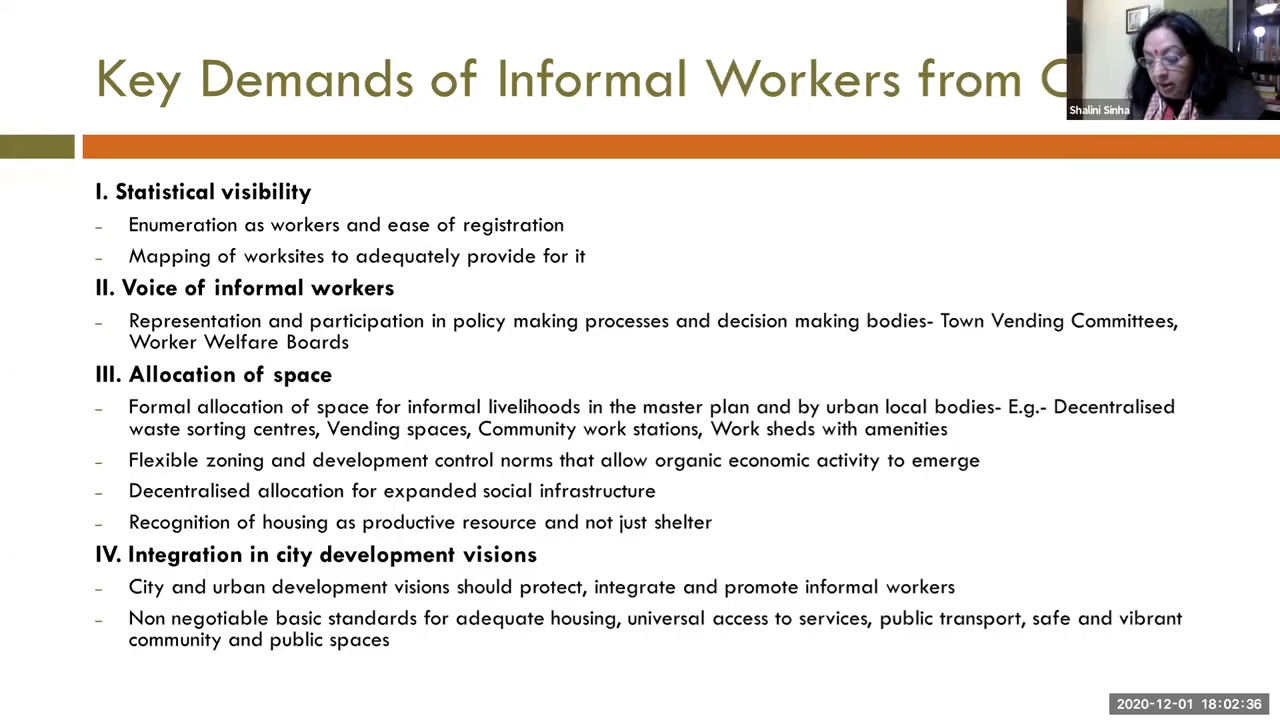 Key Demands of Informal Workers from
Shalini Sinha
I. Statistical visibility
- Enumeration as workers and ease of registration
- Mapping of worksites to adequately provide for it
II. Voice of informal workers
- Representation and participation in policy making processes and decision making bodies- Town Vending Committees,
Worker Welfare Boards
III. Allocation of space
- Formal allocation of space for informal livelihoods in the master plan and by urban local bodies- E.g.- Decentralised
waste sorting centres, Vending spaces, Community work stations, Work sheds with amenities
- Flexible zoning and development control norms that allow organic economic activity to emerge
- Decentralised allocation for expanded social infrastructure
- Recognition of housing as productive resource and not just shelter
IV. Integration in city development visions
- City and urban development visions should protect, integrate and promote informal workers
- Non negotiable basic standards for adequate housing, universal access to services, public transport, safe and vibrant
community and public spaces
2020-12-01 18:02:36